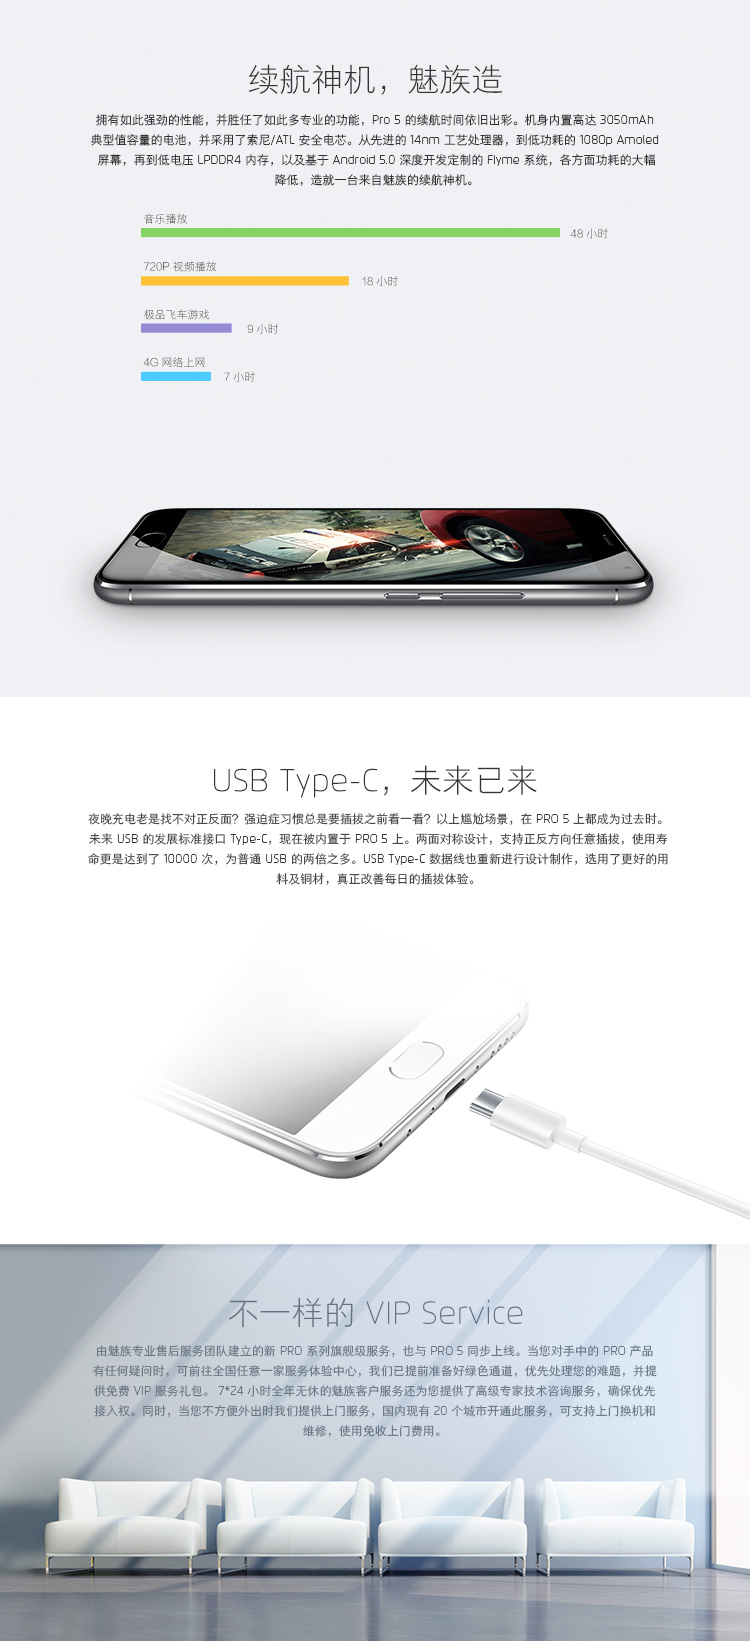 续航神机，魅族造
拥有如此强劲的性能，并胜任了如此多专业的功能，Pro 5 的续航时间依旧出彩。机身内置高达 3050mAh
典型值容量的电池，并采用了索尼/ATL 安全电芯。从先进的 14nm 工艺处理器，到低功耗的 1080p Amoled
屏幕，再到低电压 LPDDR4 内存，以及基于 Android 5.0 深度开发定制的 Flyme 系统，各方面功耗的大幅
降低，造就一台来自魅族的续航神机。
音乐播放
48 小时
720P 视频播放
18 小时
极品飞车游戏
9 小时
4G 网络上网
7 小时
POLICE
USB Type-C，未来已来
夜晚充电老是找不对正反面？强迫症习惯总是要插拔之前看一看？以上尴尬场景，在 PRO 5 上都成为过去时。
未来 USB 的发展标准接口 Type-C，现在被内置于 PRO 5 上。两面对称设计，支持正反方向任意插拔，使用寿
命更是达到了 10000 次，为普通 USB 的两倍之多。USB Type-C 数据线也重新进行设计制作，选用了更好的用
料及铜材，真正改善每日的插拔体验。
不一样的 VIP Service
由魅族专业售后服务团队建立的新 PRO 系列旗舰级服务，也与 PRO 5 同步上线。当您对手中的 PRO 产品
有任何疑问时，可前往全国任意一家服务体验中心，我们已提前准备好绿色通道，优先处理您的难题，并提
供免费 VIP 服务礼包。 7*24 小时全年无休的魅族客户服务还为您提供了高级专家技术咨询服务，确保优先
接入权。同时，当您不方便外出时我们提供上门服务，国内现有 20 个城市开通此服务，可支持上门换机和
维修，使用免收上门费用。